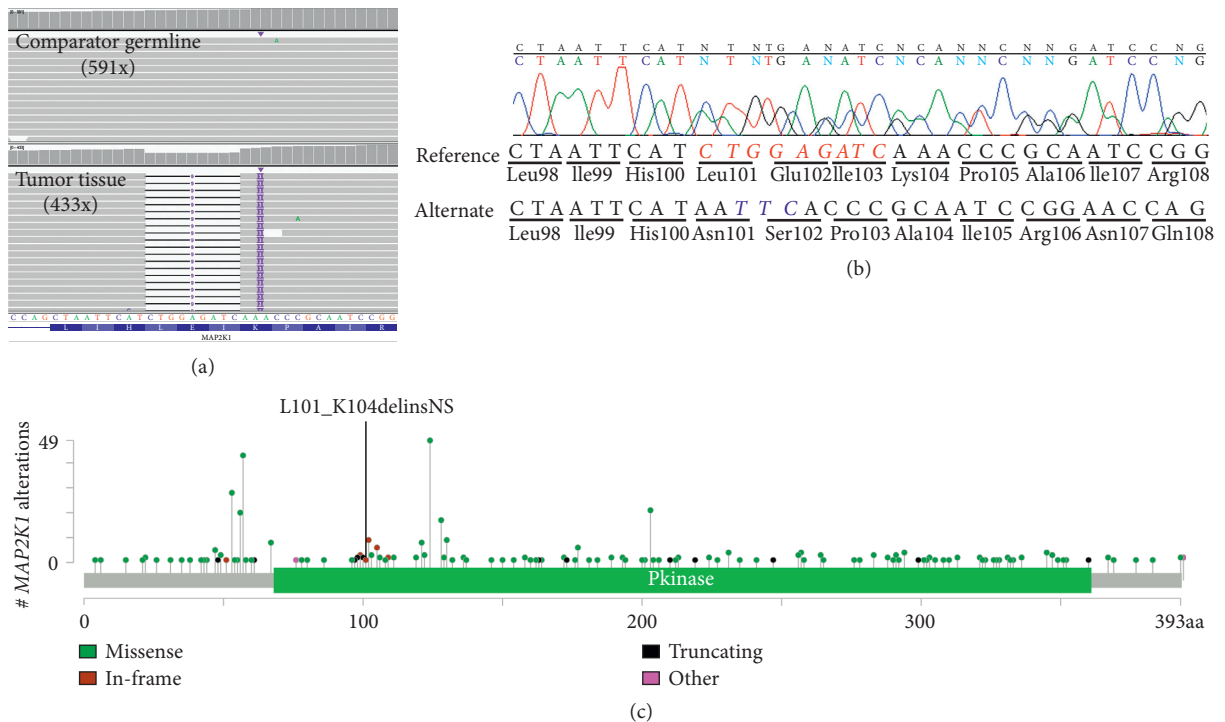 Comparator germline
(591x)
Tumor tissue
(433x)
C C A G C T A A T T C A T C T G G A G A T C A A A C C C G C A A T C C G G
L I H L E I K P A I R
MAP2K1
(a)
C T A A T T C A T N T N T G A N A T C N C A N N C N N G A T C C N G
C T A A T T C A T N T N T G A N A T C N C A N N C N N G A T C C N G
Reference C T A A T T C A T C T G G A G A T C A A A C C C G C A A T C C G G
Leu98 Ile99 His100 Leu101 Glu102 Ile103 Lys104 Pro105 Ala106 Ile107 Arg108
Alternate C T A A T T C A T A A T T C A C C C G C A A T C C G G A A C C A G
Leu98 Ile99 His100 Asn101 Ser102 Pro103 Ala104 Ile105 Arg106 Asn107 Gln108
(b)
L101_K104delinsNS
# MAP2K1 alterations
49
0
Pkinase
0 100 200 300 393aa
Missense Truncating
In-frame Other
(c)